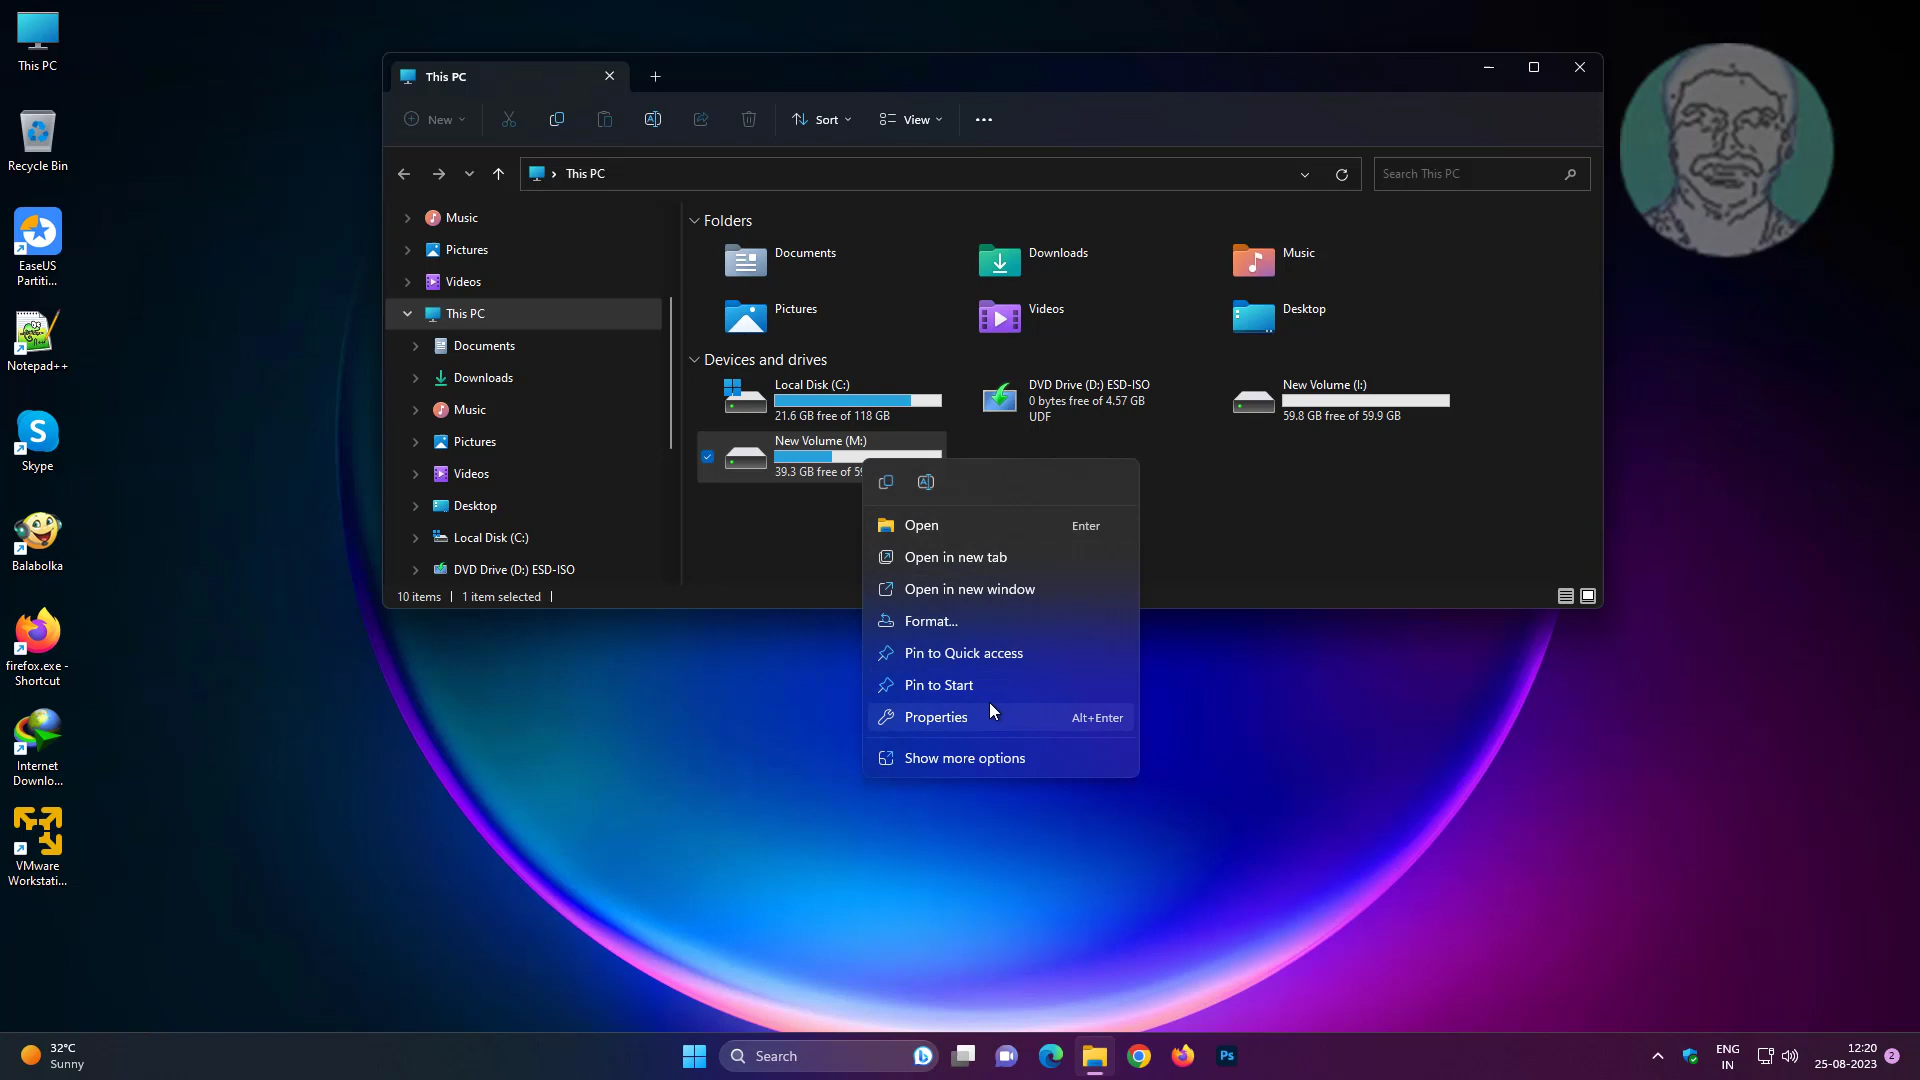 This PC
Recycle Bin
EaseUS
Partiti...
Notepad++
Skype
Balabolka
firefox.exe -
Shortcut
Internet
Downlo...
VMware
Workstati...
This PC
New
Sort
View
This PC
Search This PC
Music
Pictures
Videos
This PC
Documents
Downloads
Music
Pictures
Videos
Desktop
Local Disk (C:)
DVD Drive (D:) ESD-ISO
Folders
Documents
Downloads
Music
Pictures
Videos
Desktop
Devices and drives
Local Disk (C:)
21.6 GB free of 118 GB
DVD Drive (D:) ESD-ISO
0 bytes free of 4.57 GB
UDF
New Volume (I:)
59.8 GB free of 59.9 GB
New Volume (M:)
39.3 GB free of 59
Open Enter
Open in new tab
Open in new window
Format...
Pin to Quick access
Pin to Start
Properties Alt+Enter
Show more options
10 items 1 item selected
32°C
Sunny
Search
Ps
ENG
IN
12:20
25-08-2023
2